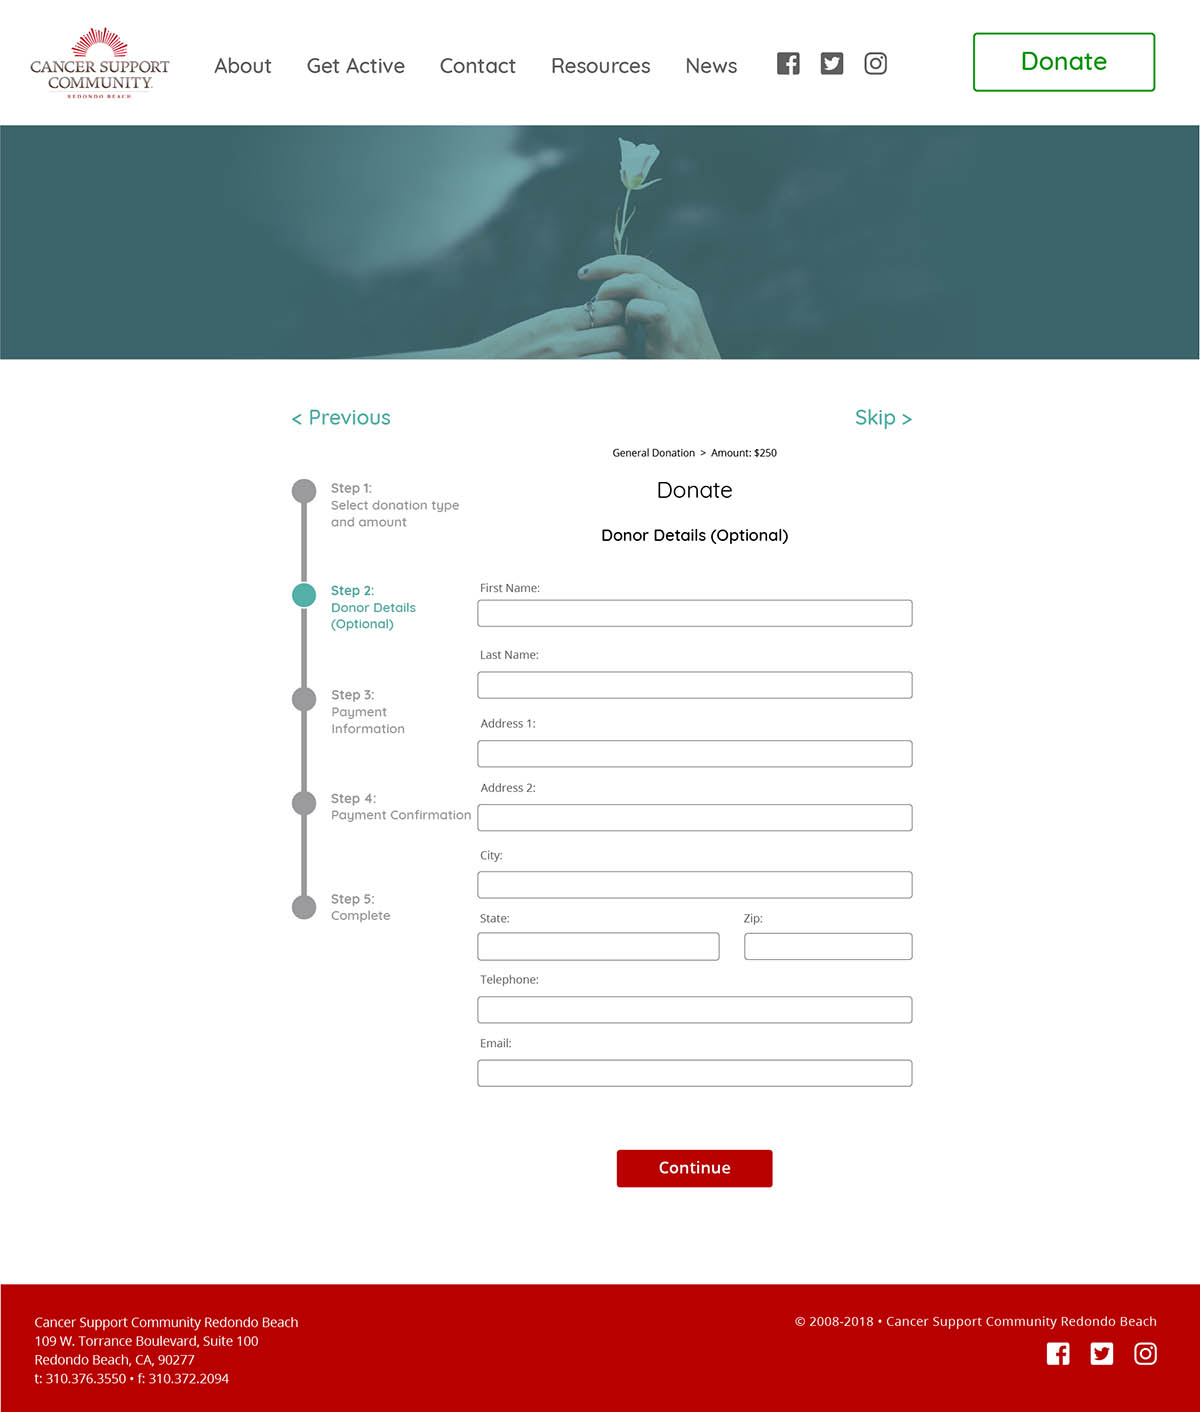 CANCER SUPPORT
COMMUNITY
REDONDO BEACH
About
Get Active
Contact
Resources
News
Donate
< Previous
Skip >
General Donation > Amount: $250
Donate
Donor Details (Optional)
Step 1:
Select donation type
and amount
Step 2:
Donor Details
(Optional)
Step 3:
Payment
Information
Step 4:
Payment Confirmation
Step 5:
Complete
First Name:
Last Name:
Address 1:
Address 2:
City:
State:
Zip:
Telephone:
Email:
Continue
Cancer Support Community Redondo Beach
109 W. Torrance Boulevard, Suite 100
Redondo Beach, CA, 90277
t: 310.376.3550 • f: 310.372.2094
© 2008-2018 • Cancer Support Community Redondo Beach